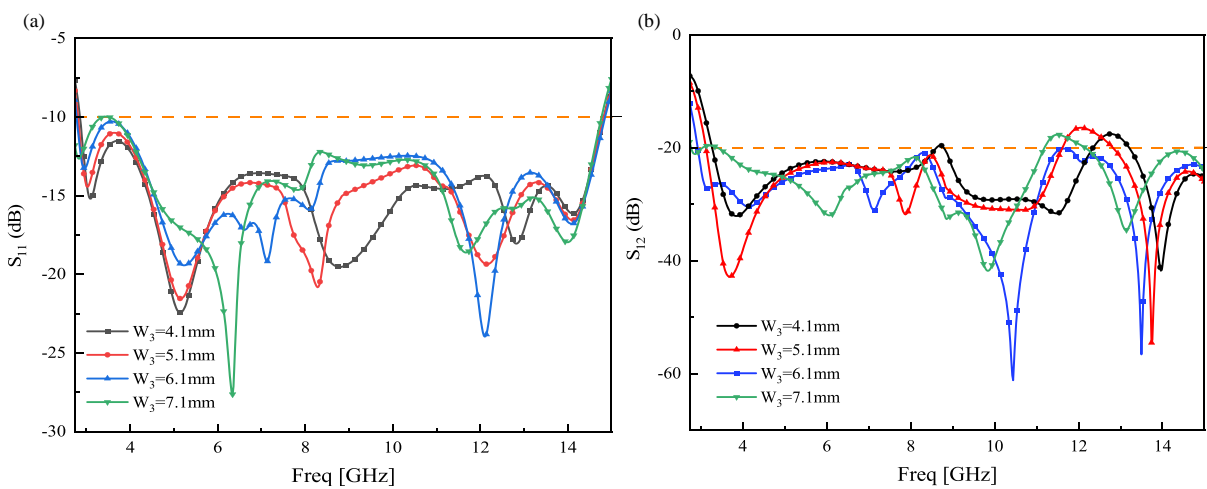 (a)
-5
-10
-15
-20
-25
-30
S₁₁ (dB)
4
6
8
10
12
14
Freq [GHz]
W₃=4.1mm
W₃=5.1mm
W₃=6.1mm
W₃=7.1mm
(b)
0
-20
-40
-60
S₁₂ (dB)
4
6
8
10
12
14
Freq [GHz]
W₃=4.1mm
W₃=5.1mm
W₃=6.1mm
W₃=7.1mm